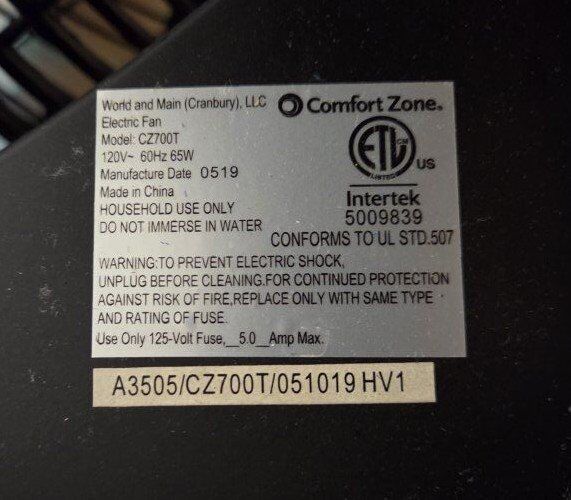 World and Main (Cranbury), LLC
Comfort Zone®
Electric Fan
Model: CZ700T
120V~ 60Hz 65W
Manufacture Date 0519
Made in China
HOUSEHOLD USE ONLY
DO NOT IMMERSE IN WATER
ETL
LISTED
US
Intertek
5009839
CONFORMS TO UL STD.507
WARNING:TO PREVENT ELECTRIC SHOCK,
UNPLUG BEFORE CLEANING.FOR CONTINUED PROTECTION
AGAINST RISK OF FIRE,REPLACE ONLY WITH SAME TYPE
AND RATING OF FUSE.
Use Only 125-Volt Fuse,__5.0__Amp Max.
A3505/CZ700T/051019 HV1